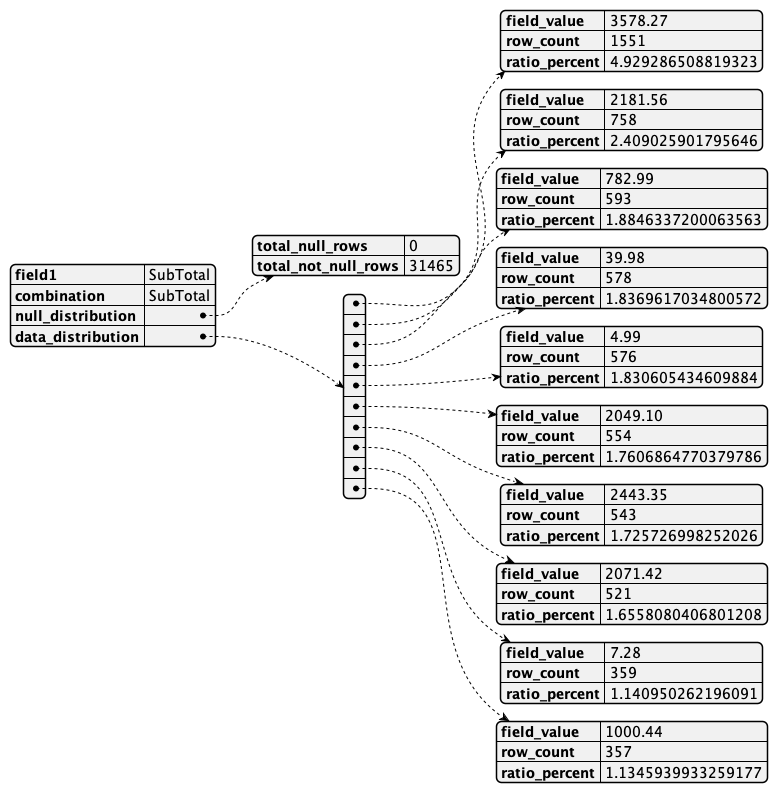 field1 SubTotal
combination SubTotal
null_distribution
data_distribution
total_null_rows 0
total_not_null_rows 31465
field_value 3578.27
row_count 1551
ratio_percent 4.929286508819323
field_value 2181.56
row_count 758
ratio_percent 2.409025901795646
field_value 782.99
row_count 593
ratio_percent 1.8846337200063563
field_value 39.98
row_count 578
ratio_percent 1.8369617034800572
field_value 4.99
row_count 576
ratio_percent 1.830605434609884
field_value 2049.10
row_count 554
ratio_percent 1.7606864770379786
field_value 2443.35
row_count 543
ratio_percent 1.725726998252026
field_value 2071.42
row_count 521
ratio_percent 1.6558080406801208
field_value 7.28
row_count 359
ratio_percent 1.140950262196091
field_value 1000.44
row_count 357
ratio_percent 1.1345939933259177